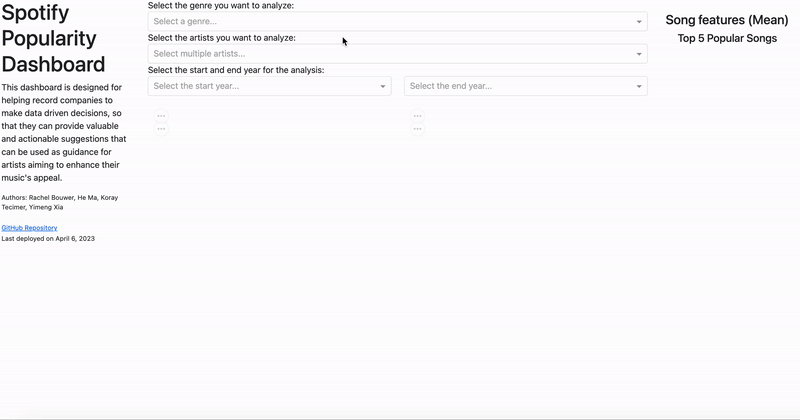 Spotify
Popularity
Dashboard
This dashboard is designed for
helping record companies to
make data driven decisions, so
that they can provide valuable
and actionable suggestions that
can be used as guidance for
artists aiming to enhance their
music's appeal.
Authors: Rachel Bouwer, He Ma, Koray
Tecimer, Yimeng Xia
GitHub Repository
Last deployed on April 6, 2023
Select the genre you want to analyze:
Select a genre...
Select the artists you want to analyze:
Select multiple artists...
Select the start and end year for the analysis:
Select the start year...
Select the end year...
Song features (Mean)
Top 5 Popular Songs